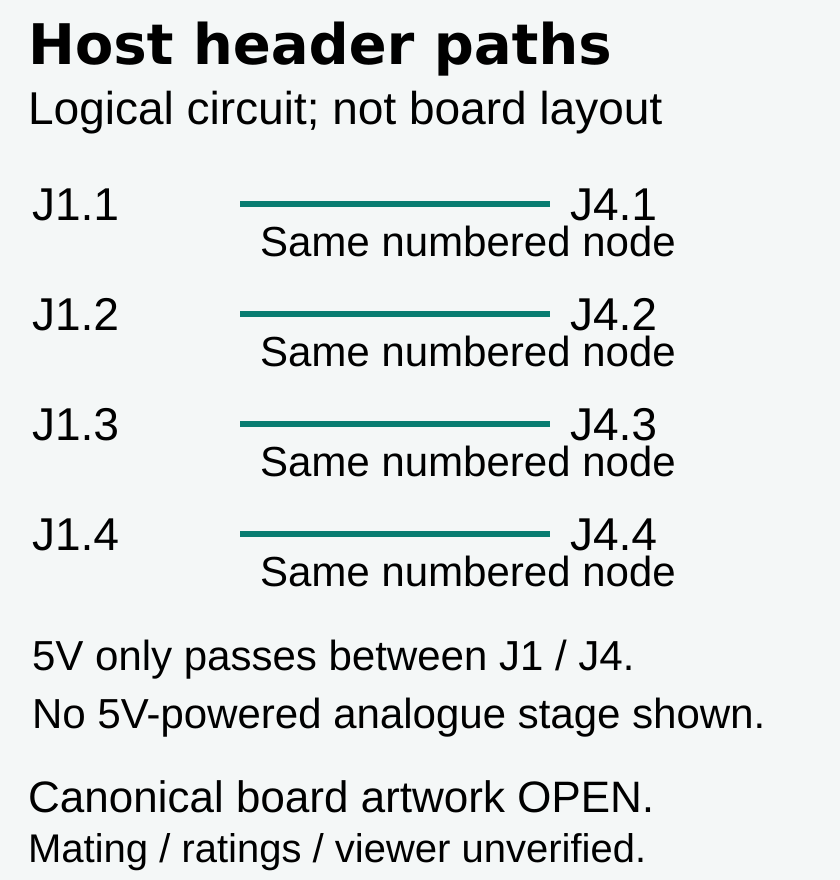 Host header paths
Logical circuit; not board layout
J1.1 J4.1
Same numbered node
J1.2 J4.2
Same numbered node
J1.3 J4.3
Same numbered node
J1.4 J4.4
Same numbered node
5V only passes between J1 / J4.
No 5V-powered analogue stage shown.
Canonical board artwork OPEN.
Mating / ratings / viewer unverified.